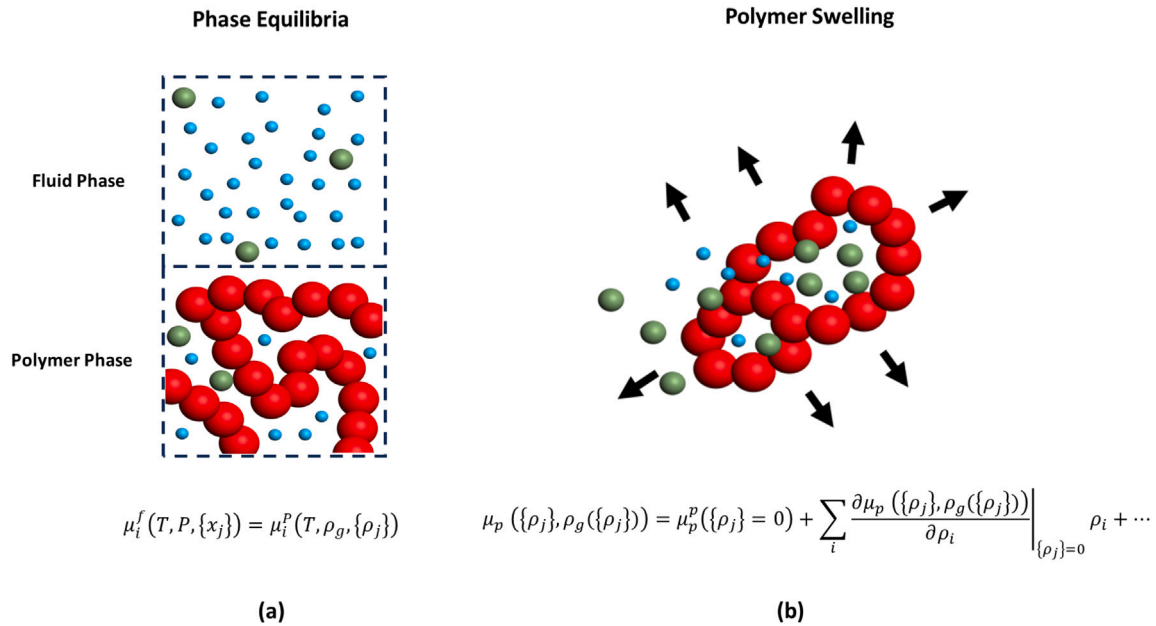 Phase Equilibria
Polymer Swelling
Fluid Phase
Polymer Phase
μ_i^f(T, P, {x_j}) = μ_i^P(T, ρ_g, {ρ_j})
μ_p ({ρ_j}, ρ_g({ρ_j})) = μ_p^p({ρ_j} = 0) + ∑_i ∂μ_p ({ρ_j}, ρ_g({ρ_j}))/∂ρ_i |_{{ρ_j}=0} ρ_i + ⋯
(a)
(b)